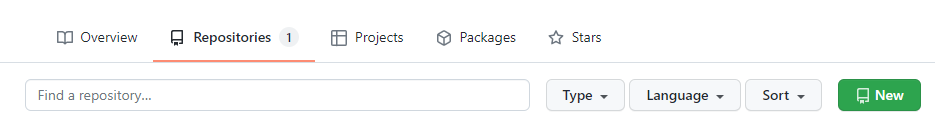 Overview Repositories 1 Projects Packages Stars
Find a repository... Type Language Sort New